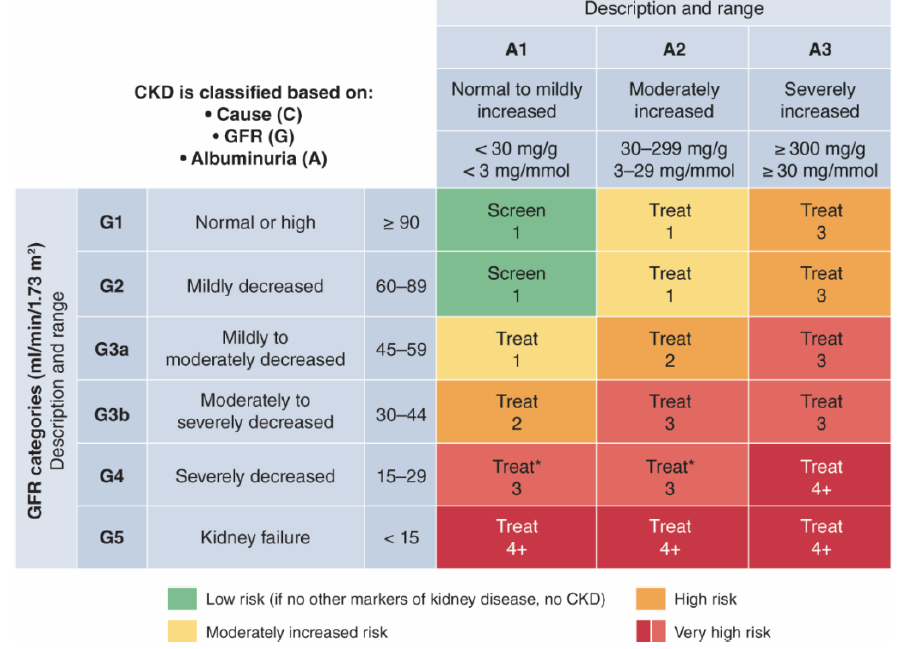 Description and range
A1
A2
A3
CKD is classified based on:
• Cause (C)
• GFR (G)
• Albuminuria (A)
Normal to mildly
increased
Moderately
increased
Severely
increased
< 30 mg/g
< 3 mg/mmol
30–299 mg/g
3–29 mg/mmol
≥ 300 mg/g
≥ 30 mg/mmol
GFR categories (ml/min/1.73 m²)
Description and range
G1
Normal or high
≥ 90
Screen
1
Treat
1
Treat
3
G2
Mildly decreased
60–89
Screen
1
Treat
1
Treat
3
G3a
Mildly to
moderately decreased
45–59
Treat
1
Treat
2
Treat
3
G3b
Moderately to
severely decreased
30–44
Treat
2
Treat
3
Treat
3
G4
Severely decreased
15–29
Treat*
3
Treat*
3
Treat
4+
G5
Kidney failure
< 15
Treat
4+
Treat
4+
Treat
4+
Low risk (if no other markers of kidney disease, no CKD)
High risk
Moderately increased risk
Very high risk